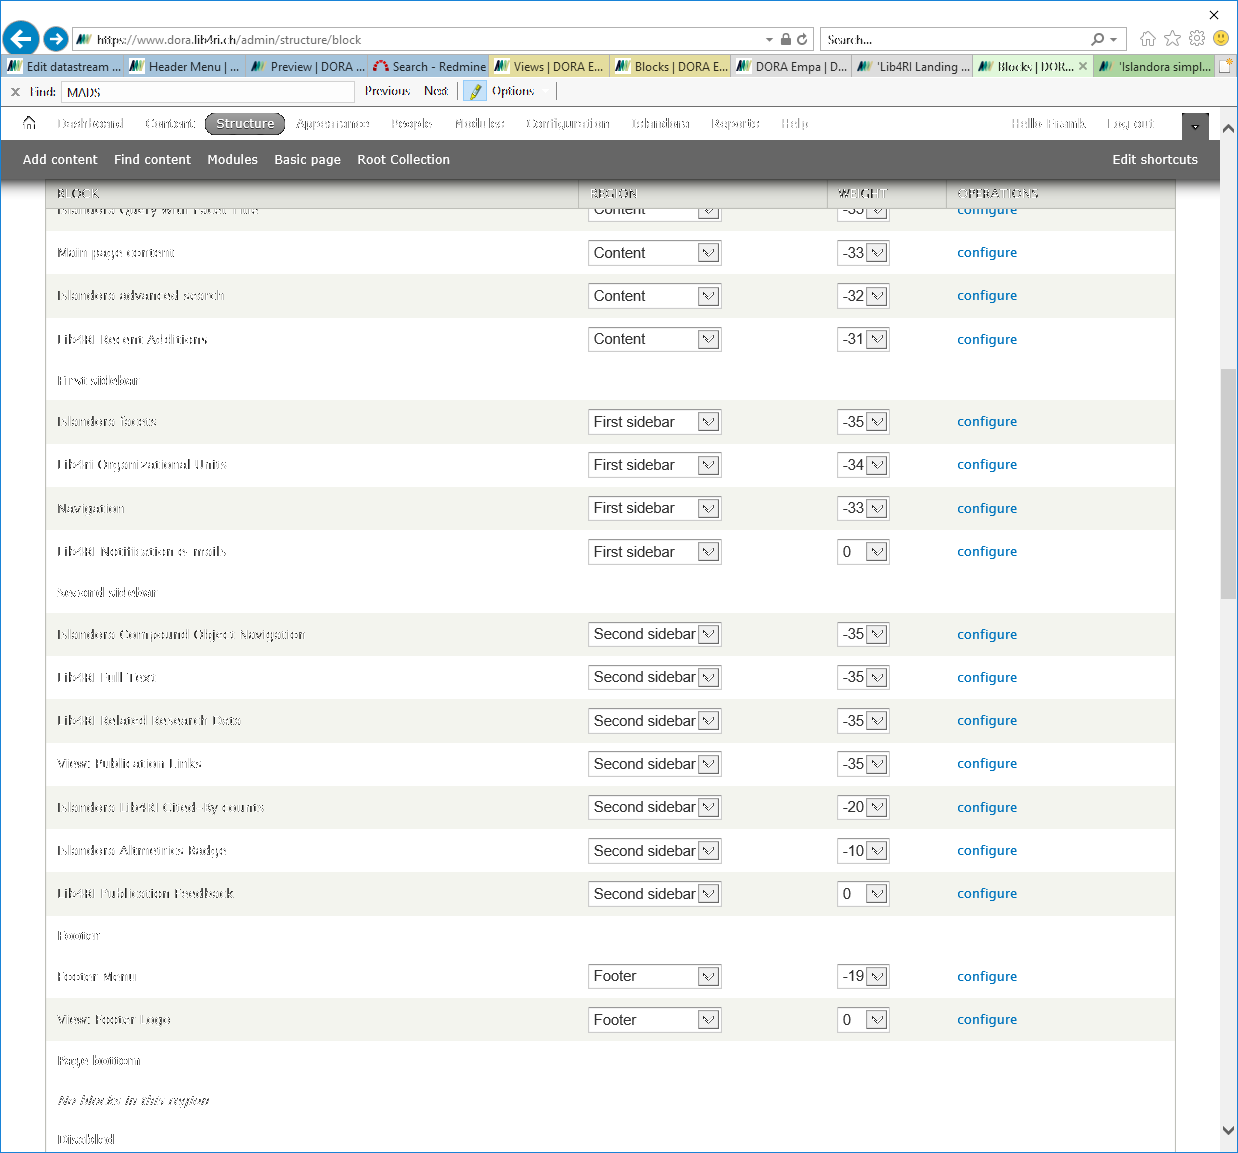 https://www.dora.lib4ri.ch/admin/structure/block Search...
Edit datastream ... Header Menu | ... Preview | DORA ... Search - Redmine Views | DORA E... Blocks | DORA E... DORA Empa | D... 'Lib4RI Landing ... Blocks | DOR... 'Islandora simpl...
Find: MADS Previous Next Options
Dashboard Content Structure Appearance People Modules Configuration Islandora Reports Help Hello Frank Log out
Add content Find content Modules Basic page Root Collection Edit shortcuts
BLOCK REGION WEIGHT OPERATIONS
Content -35 configure
Main page content Content -33 configure
Islandora advanced search Content -32 configure
Lib4RI Recent Additions Content -31 configure
First sidebar
Islandora facets First sidebar -35 configure
Lib4ri Organizational Units First sidebar -34 configure
Navigation First sidebar -33 configure
Lib4RI Notification e-mails First sidebar 0 configure
Second sidebar
Islandora Compound Object Navigation Second sidebar -35 configure
Lib4RI Full Text Second sidebar -35 configure
Lib4RI Related Research Data Second sidebar -35 configure
View: Publication Links Second sidebar -35 configure
Islandora Lib4RI Cited-By counts Second sidebar -20 configure
Islandora Altmetrics Badge Second sidebar -10 configure
Lib4RI Publication Feedback Second sidebar 0 configure
Footer
Footer Menu Footer -19 configure
View: Footer Logo Footer 0 configure
Page bottom
No blocks in this region
Disabled